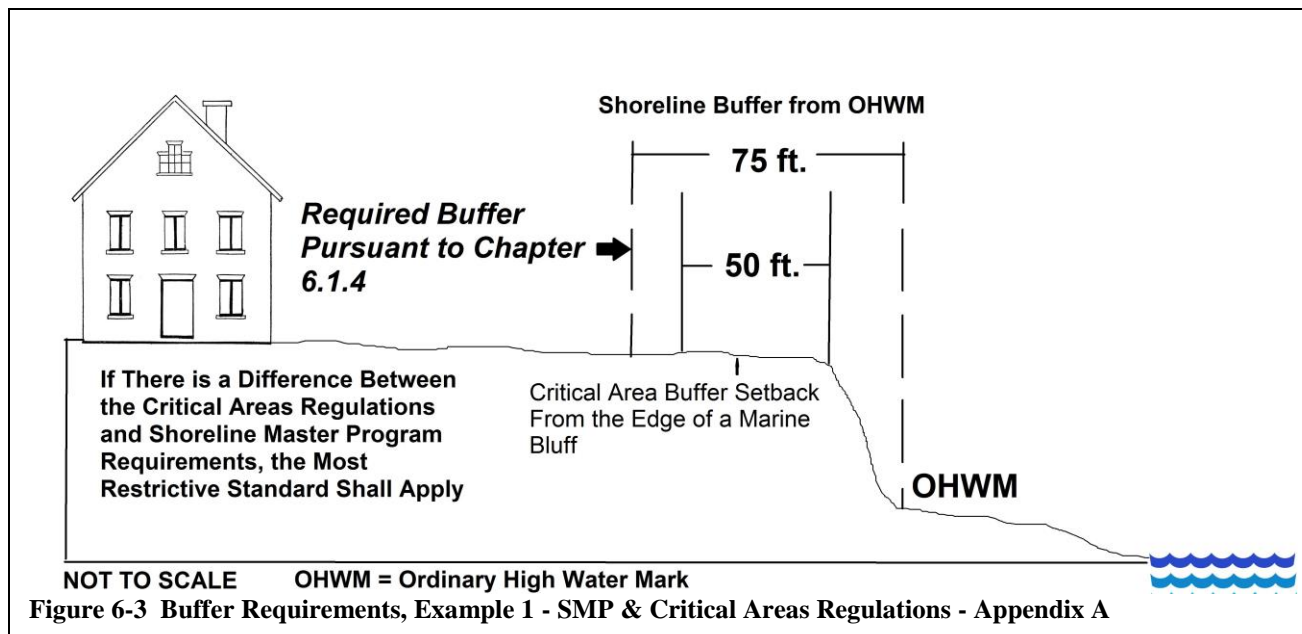 Shoreline Buffer from OHWM
75 ft.
Required Buffer
Pursuant to Chapter
6.1.4
50 ft.
If There is a Difference Between
the Critical Areas Regulations
and Shoreline Master Program
Requirements, the Most
Restrictive Standard Shall Apply
Critical Area Buffer Setback
From the Edge of a Marine
Bluff
OHWM
NOT TO SCALE OHWM = Ordinary High Water Mark
Figure 6-3 Buffer Requirements, Example 1 - SMP & Critical Areas Regulations - Appendix A